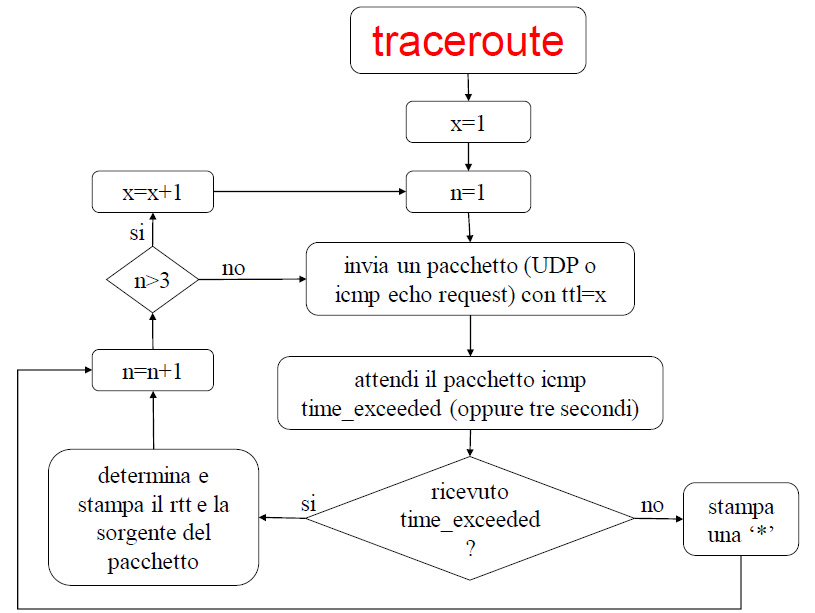 traceroute
x=1
x=x+1
n=1
si
n>3
no
invia un pacchetto (UDP o
icmp echo request) con ttl=x
n=n+1
attendi il pacchetto icmp
time_exceeded (oppure tre secondi)
determina e
stampa il rtt e la
sorgente del
pacchetto
si
ricevuto
time_exceeded
?
no
stampa
una ‘*’